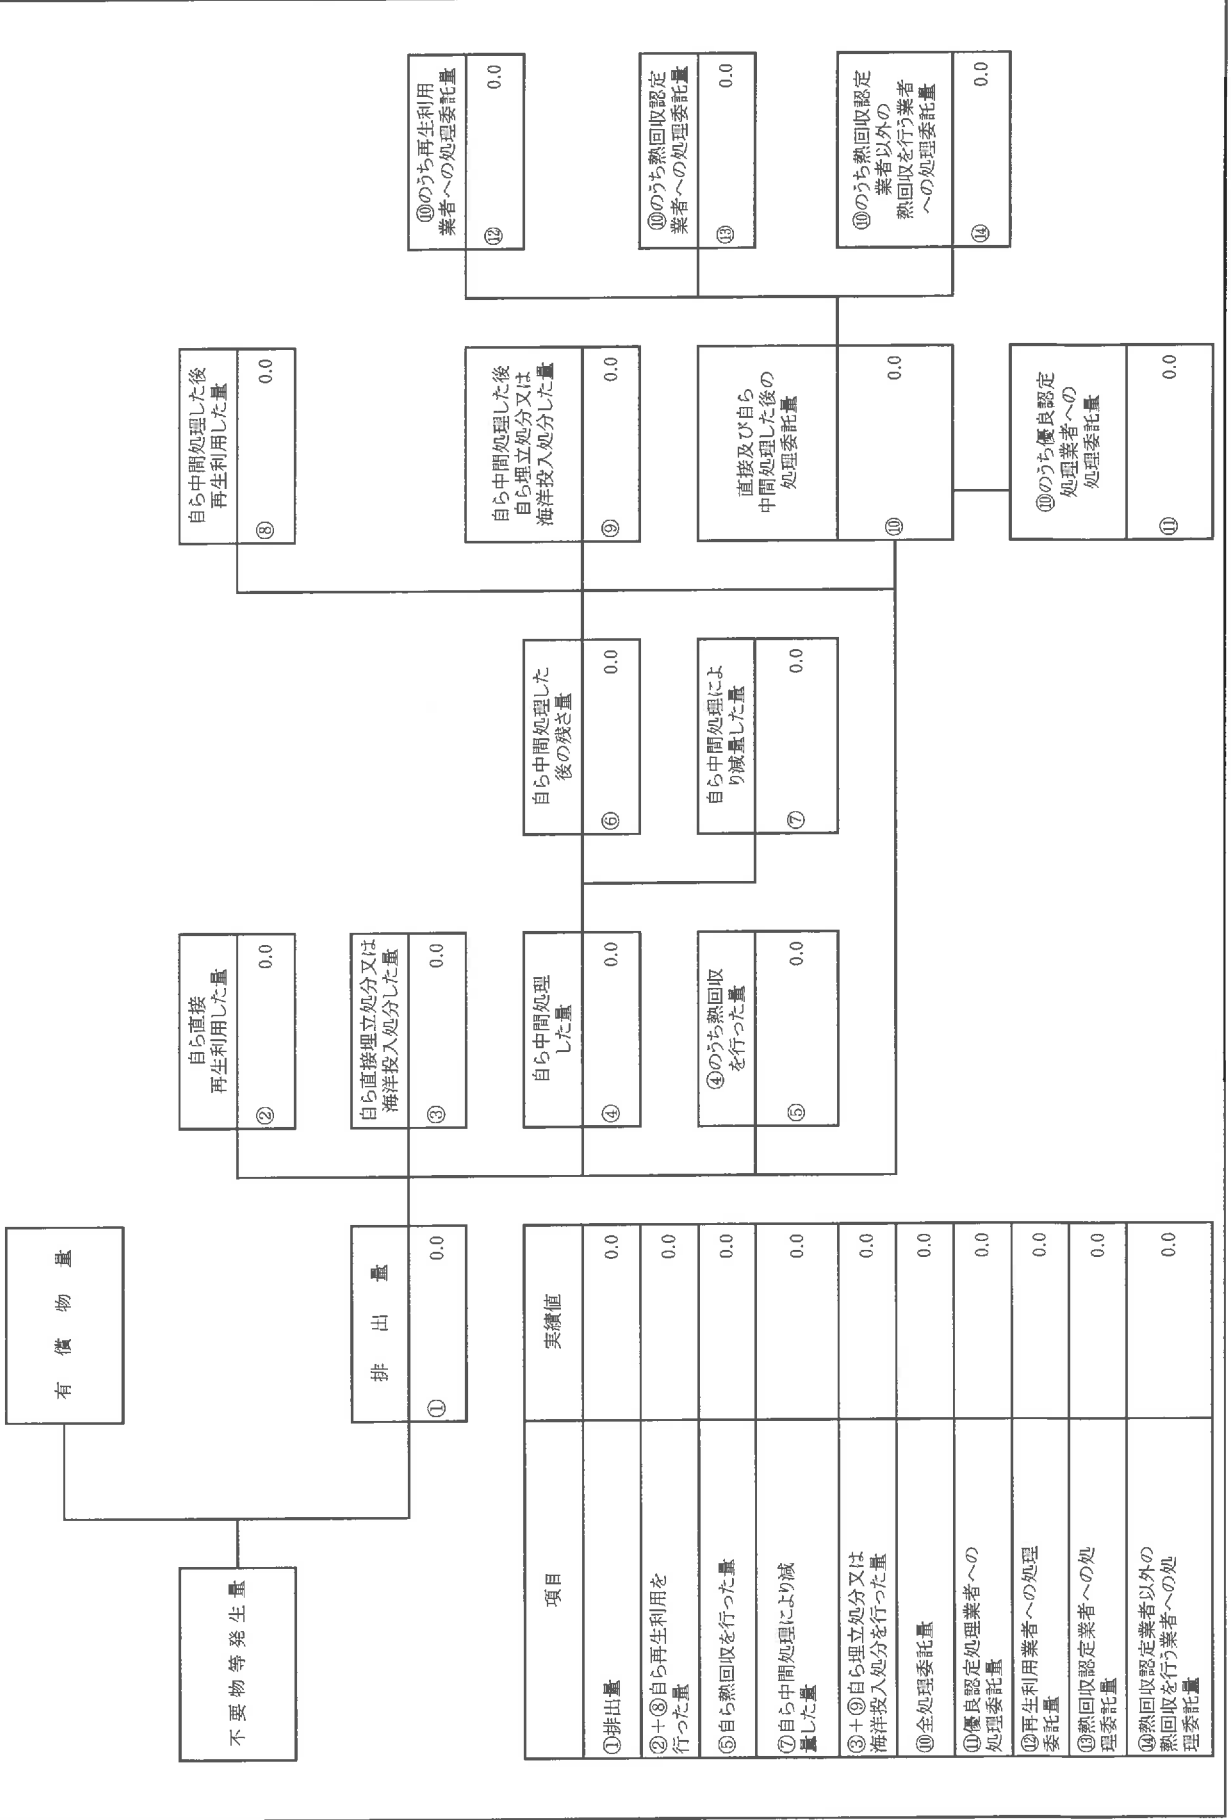 不要物等発生量
有償物量
排出量
① 0.0
自ら直接
再生利用した量
② 0.0
自ら直接埋立処分又は
海洋投入処分した量
③ 0.0
自ら中間処理
した量
④ 0.0
④のうち熱回収
を行った量
⑤ 0.0
自ら中間処理した
後の残さ量
⑥ 0.0
自ら中間処理によ
り減量した量
⑦ 0.0
自ら中間処理した後
再生利用した量
⑧ 0.0
自ら中間処理した後
自ら埋立処分又は
海洋投入処分した量
⑨ 0.0
直接及び自ら
中間処理した後の
処理委託量
⑩ 0.0
⑩のうち優良認定
処理業者への
処理委託量
⑪ 0.0
⑩のうち再生利用
業者への処理委託量
⑫ 0.0
⑩のうち熱回収認定
業者への処理委託量
⑬ 0.0
⑩のうち熱回収認定
業者以外の
熱回収を行う業者
への処理委託量
⑭ 0.0
項目 実績値
①排出量 0.0
②+⑧自ら再生利用を
行った量 0.0
⑤自ら熱回収を行った量 0.0
⑦自ら中間処理により減
量した量 0.0
③+⑨自ら埋立処分又は
海洋投入処分を行った量 0.0
⑩全処理委託量 0.0
⑪優良認定処理業者への
処理委託量 0.0
⑫再生利用業者への処理
委託量 0.0
⑬熱回収認定業者への処
理委託量 0.0
⑭熱回収認定業者以外の
熱回収を行う業者への処
理委託量 0.0